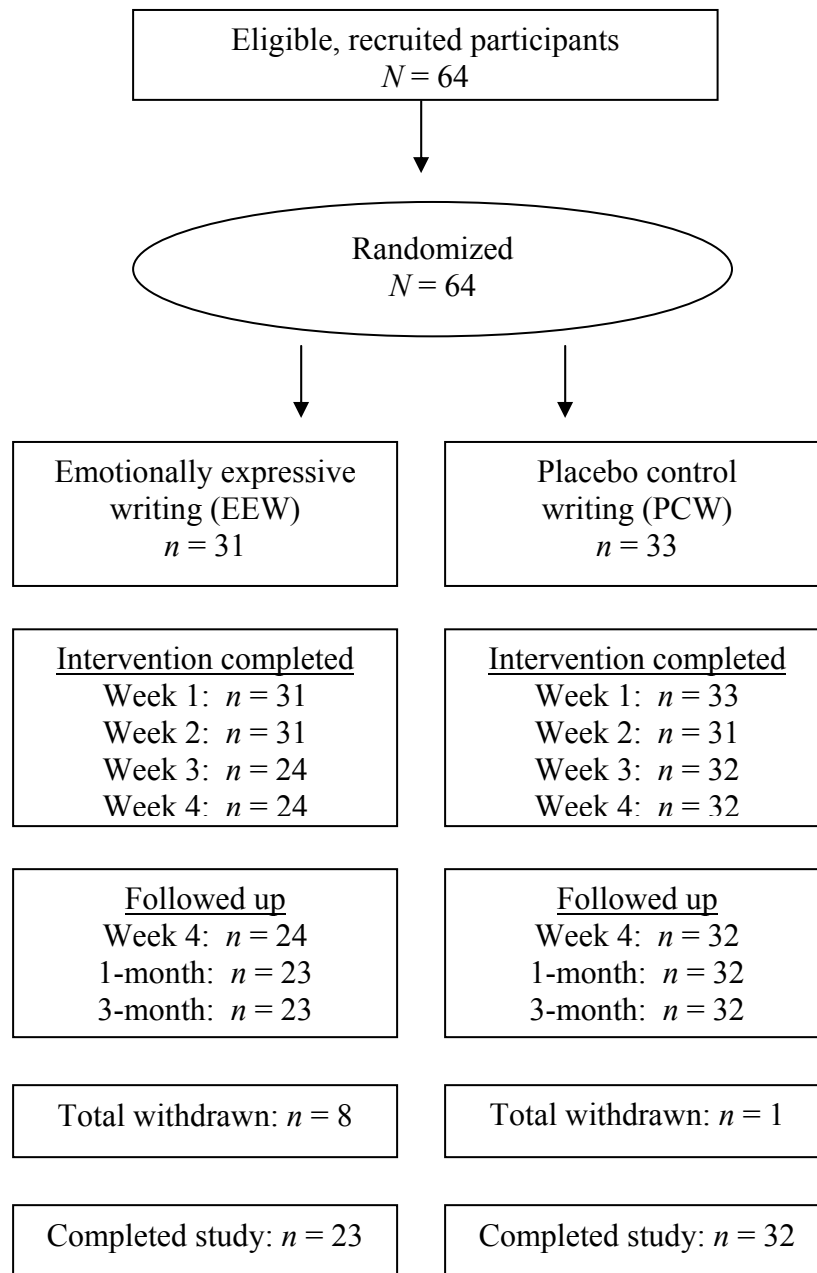 Eligible, recruited participants
N = 64
Randomized
N = 64
Emotionally expressive
writing (EEW)
n = 31
Placebo control
writing (PCW)
n = 33
Intervention completed
Week 1: n = 31
Week 2: n = 31
Week 3: n = 24
Week 4: n = 24
Intervention completed
Week 1: n = 33
Week 2: n = 31
Week 3: n = 32
Week 4: n = 32
Followed up
Week 4: n = 24
1-month: n = 23
3-month: n = 23
Followed up
Week 4: n = 32
1-month: n = 32
3-month: n = 32
Total withdrawn: n = 8
Total withdrawn: n = 1
Completed study: n = 23
Completed study: n = 32